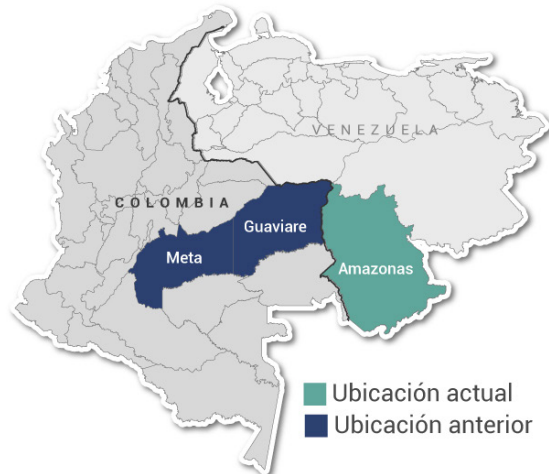 VENEZUELA
COLOMBIA
Guaviare
Meta
Amazonas
Ubicación actual
Ubicación anterior